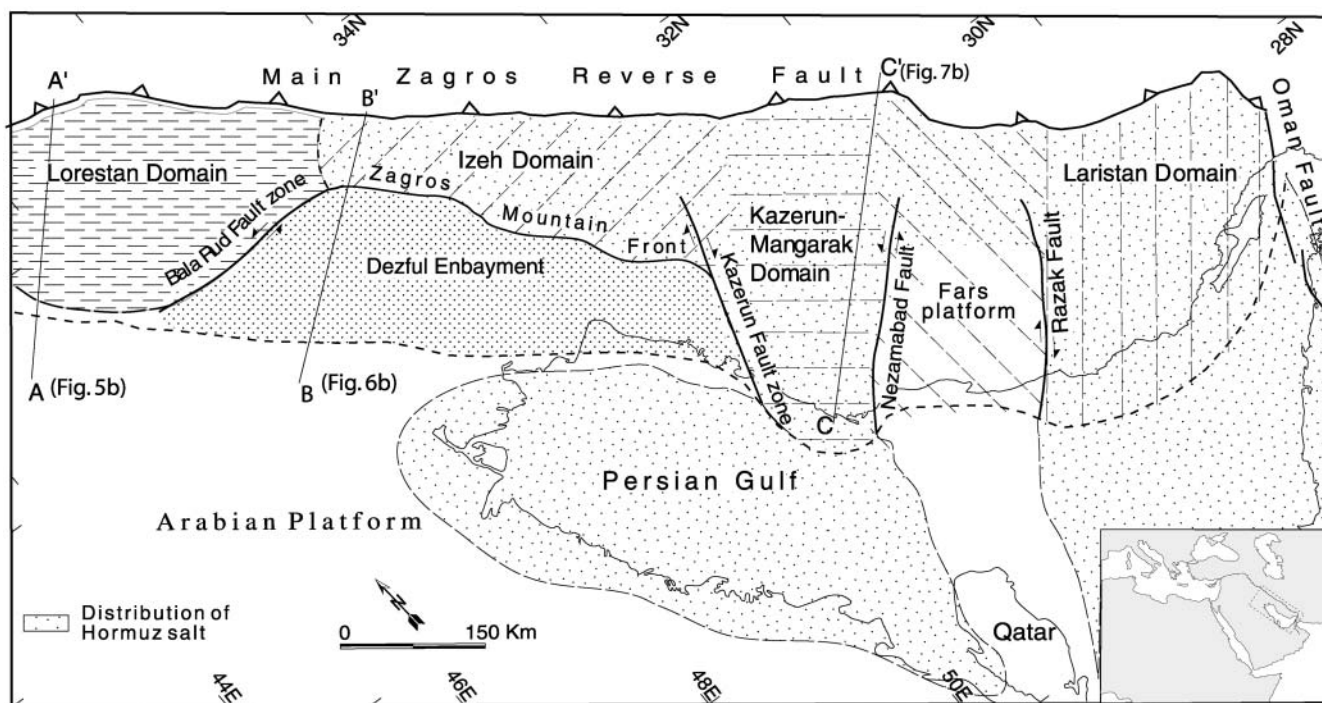 34N
32N
30N
28N
A'
Main Zagros Reverse Fault
C' (Fig. 7b)
B'
Oman Fault
Lorestan Domain
Izeh Domain
Laristan Domain
Zagros Mountain Front
Bala Rud Fault zone
Dezful Enbayment
Kazerun-
Mangarak
Domain
Kazerun Fault zone
Nezamabad Fault
Fars
platform
Razak Fault
A (Fig. 5b)
B (Fig. 6b)
C
Persian Gulf
Arabian Platform
N
Distribution of
Hormuz salt
0 150 Km
Qatar
44E
46E
48E
50E